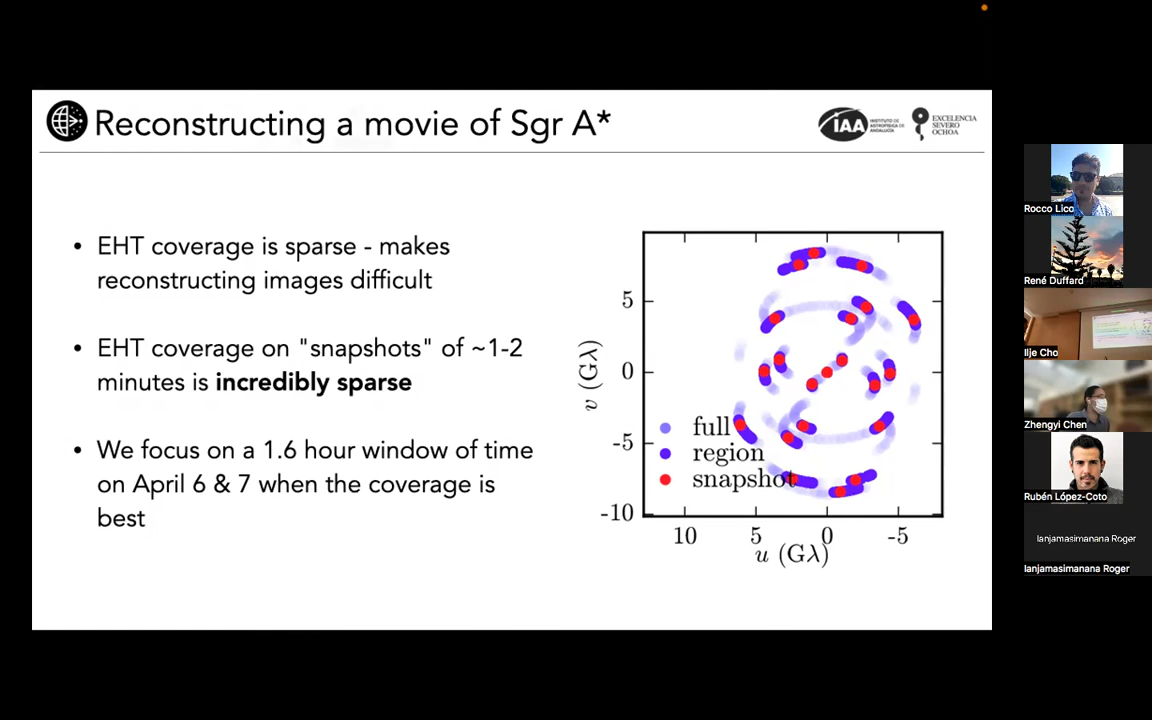 Reconstructing a movie of Sgr A*
IAA
INSTITUTO DE
ASTROFÍSICA DE
ANDALUCÍA
EXCELENCIA
SEVERO
OCHOA
• EHT coverage is sparse - makes
reconstructing images difficult
• EHT coverage on "snapshots" of ~1-2
minutes is incredibly sparse
• We focus on a 1.6 hour window of time
on April 6 & 7 when the coverage is
best
5
0
-5
-10
v (Gλ)
full
region
snapshot
10
5
0
-5
u (Gλ)
Rocco Lico
René Duffard
Ilje Cho
Zhengyi Chen
Rubén López-Coto
Ianjamasimanana Roger
Ianjamasimanana Roger